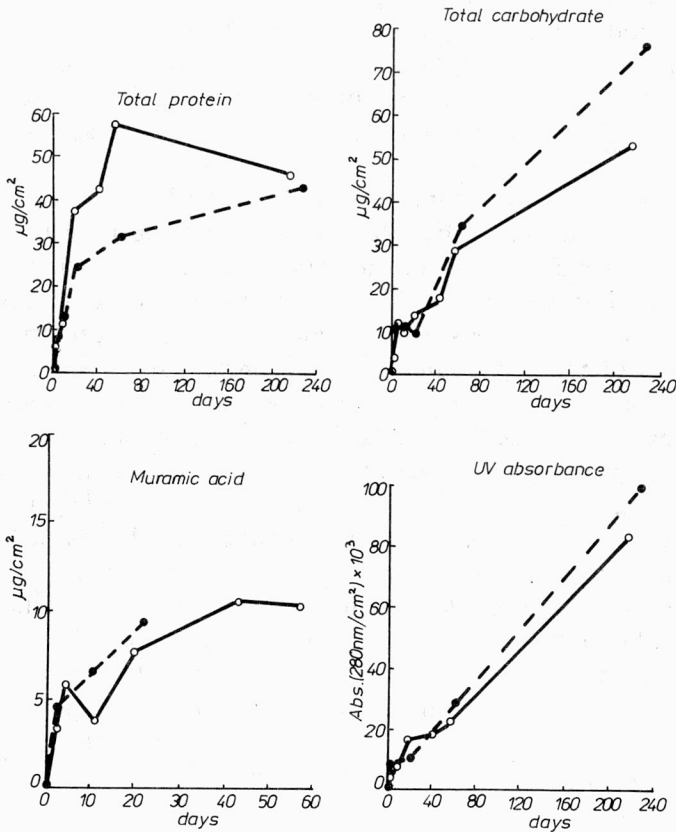 Total protein
60
50
40
30
20
10
0
µg/cm²
0 40 80 120 160 200 240
days
Total carbohydrate
80
70
60
50
40
30
20
10
0
µg/cm²
0 40 80 120 160 200 240
days
Muramic acid
20
15
10
5
0
µg/cm²
0 10 20 30 40 50 60
days
UV absorbance
100
80
60
40
20
0
Abs.(280nm/cm²) × 10³
0 40 80 120 160 200 240
days